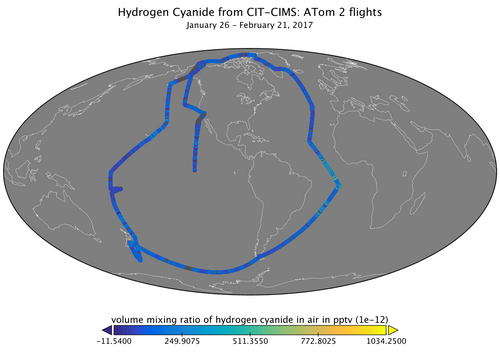 Hydrogen Cyanide from CIT-CIMS: ATom 2 flights
January 26 - February 21, 2017
volume mixing ratio of hydrogen cyanide in air in pptv (1e-12)
-11.5400 249.9075 511.3550 772.8025 1034.2500